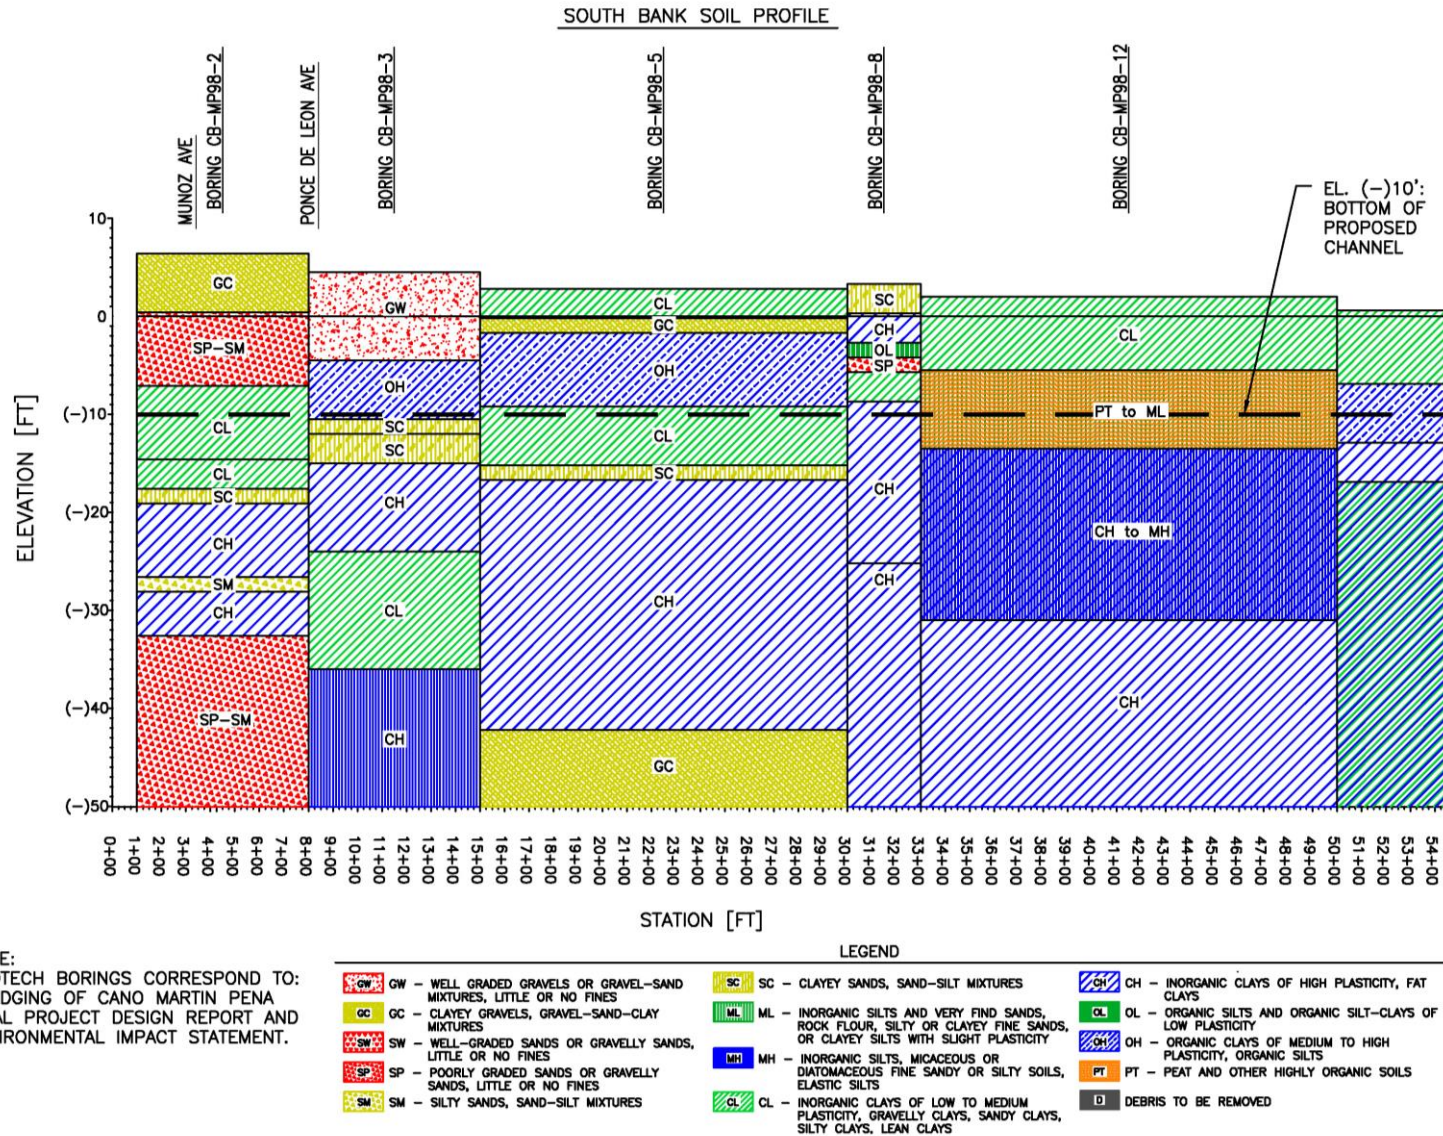 SOUTH BANK SOIL PROFILE
MUNOZ AVE
BORING CB-MP98-2
PONCE DE LEON AVE
BORING CB-MP98-3
BORING CB-MP98-5
BORING CB-MP98-8
BORING CB-MP98-12
EL. (-)10':
BOTTOM OF
PROPOSED
CHANNEL
ELEVATION [FT]
10
0
(-)10
(-)20
(-)30
(-)40
(-)50
GC
SP-SM
CL
CL
SC
CH
SM
CH
SP-SM
GW
OH
SC
SC
CH
CL
CH
CL
GC
OH
CL
SC
CH
GC
SC
CH
OL
SP
CH
CH
CL
PT to ML
CH to MH
CH
0+00
1+00
2+00
3+00
4+00
5+00
6+00
7+00
8+00
9+00
10+00
11+00
12+00
13+00
14+00
15+00
16+00
17+00
18+00
19+00
20+00
21+00
22+00
23+00
24+00
25+00
26+00
27+00
28+00
29+00
30+00
31+00
32+00
33+00
34+00
35+00
36+00
37+00
38+00
39+00
40+00
41+00
42+00
43+00
44+00
45+00
46+00
47+00
48+00
49+00
50+00
51+00
52+00
53+00
54+00
STATION [FT]
E:
TECH BORINGS CORRESPOND TO:
DGING OF CANO MARTIN PENA
AL PROJECT DESIGN REPORT AND
IRONMENTAL IMPACT STATEMENT.
LEGEND
GW GW - WELL GRADED GRAVELS OR GRAVEL-SAND
MIXTURES, LITTLE OR NO FINES
GC GC - CLAYEY GRAVELS, GRAVEL-SAND-CLAY
MIXTURES
SW SW - WELL-GRADED SANDS OR GRAVELLY SANDS,
LITTLE OR NO FINES
SP SP - POORLY GRADED SANDS OR GRAVELLY
SANDS, LITTLE OR NO FINES
SM SM - SILTY SANDS, SAND-SILT MIXTURES
SC SC - CLAYEY SANDS, SAND-SILT MIXTURES
ML ML - INORGANIC SILTS AND VERY FIND SANDS,
ROCK FLOUR, SILTY OR CLAYEY FINE SANDS,
OR CLAYEY SILTS WITH SLIGHT PLASTICITY
MH MH - INORGANIC SILTS, MICACEOUS OR
DIATOMACEOUS FINE SANDY OR SILTY SOILS,
ELASTIC SILTS
CL CL - INORGANIC CLAYS OF LOW TO MEDIUM
PLASTICITY, GRAVELLY CLAYS, SANDY CLAYS,
SILTY CLAYS, LEAN CLAYS
CH CH - INORGANIC CLAYS OF HIGH PLASTICITY, FAT
CLAYS
OL OL - ORGANIC SILTS AND ORGANIC SILT-CLAYS OF
LOW PLASTICITY
OH OH - ORGANIC CLAYS OF MEDIUM TO HIGH
PLASTICITY, ORGANIC SILTS
PT PT - PEAT AND OTHER HIGHLY ORGANIC SOILS
D DEBRIS TO BE REMOVED